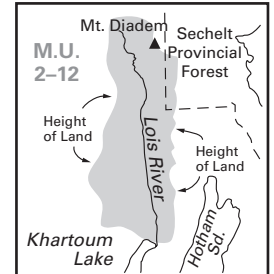 Mt. Diadem
Sechelt
Provincial
Forest
M.U.
2–12
Height
of Land
Lois River
Height
of Land
Khartoum
Lake
Hotham
Sd.